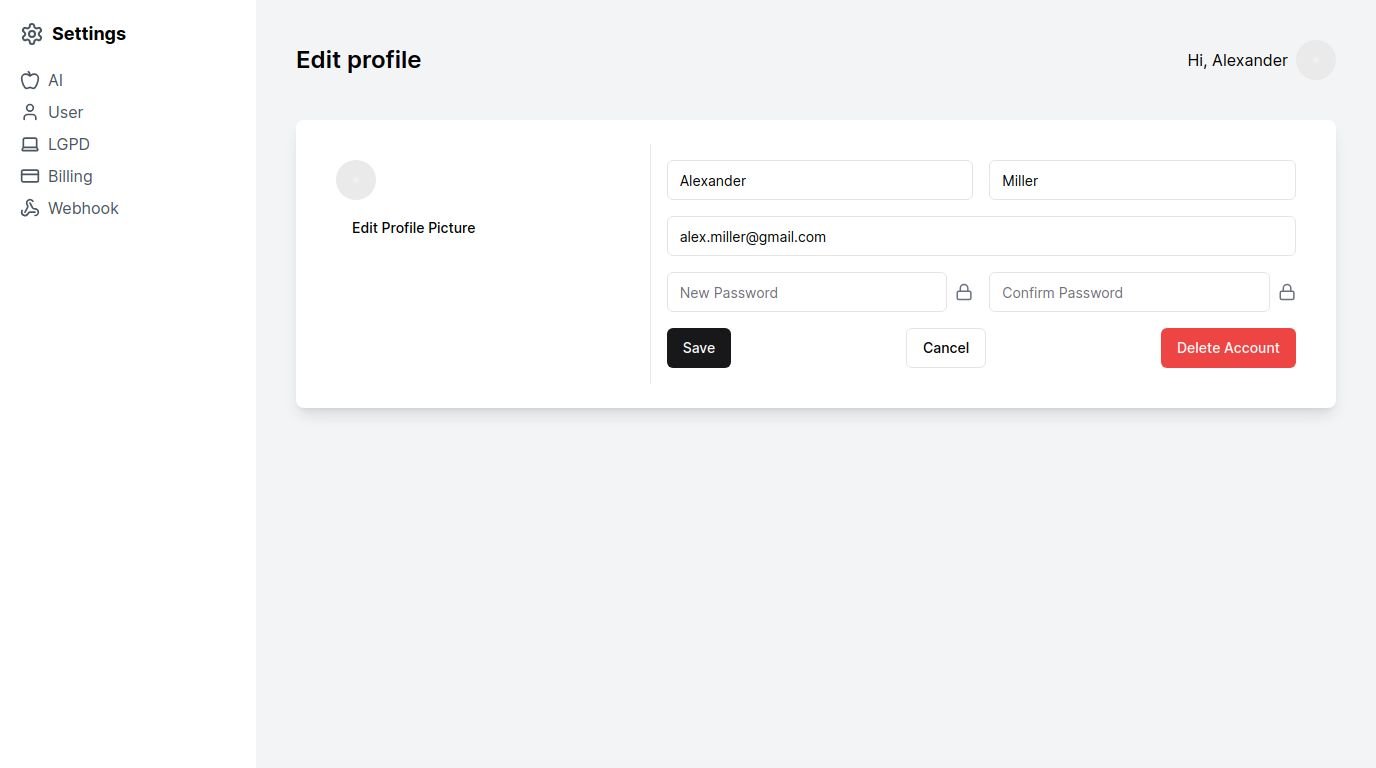 Settings
AI
User
LGPD
Billing
Webhook
Edit profile
Hi, Alexander
Edit Profile Picture
Alexander
Miller
alex.miller@gmail.com
New Password
Confirm Password
Save
Cancel
Delete Account